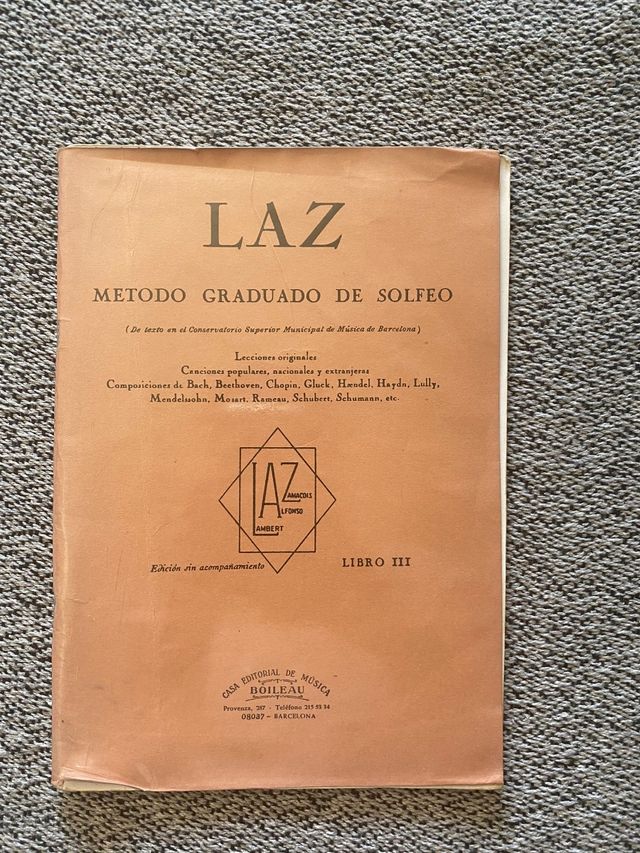 LAZ
METODO GRADUADO DE SOLFEO
(De texto en el Conservatorio Superior Municipal de Música de Barcelona)
Lecciones originales
Canciones populares, nacionales y extranjeras
Composiciones de Bach, Beethoven, Chopin, Gluck, Hændel, Haydn, Lully,
Mendelssohn, Mozart, Rameau, Schubert, Schumann, etc.
ZAMACOIS
ALFONSO
LAMBERT
Edición sin acompañamiento
LIBRO III
CASA EDITORIAL DE MÚSICA
BOILEAU
Provenza, 287 - Teléfono 215 53 34
08037 - BARCELONA